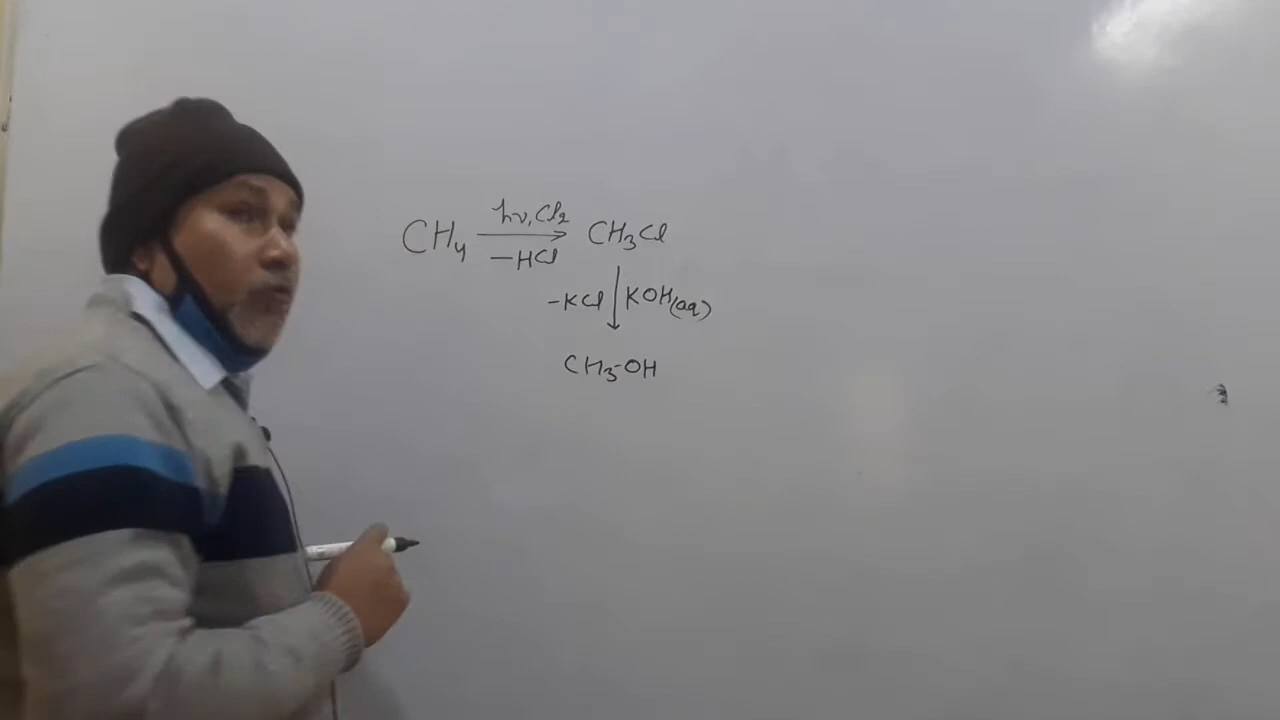 hν, Cl2
CH4 ⟶ CH3Cl
—HCl
-KCl ↓ KOH(aq)
CH3-OH